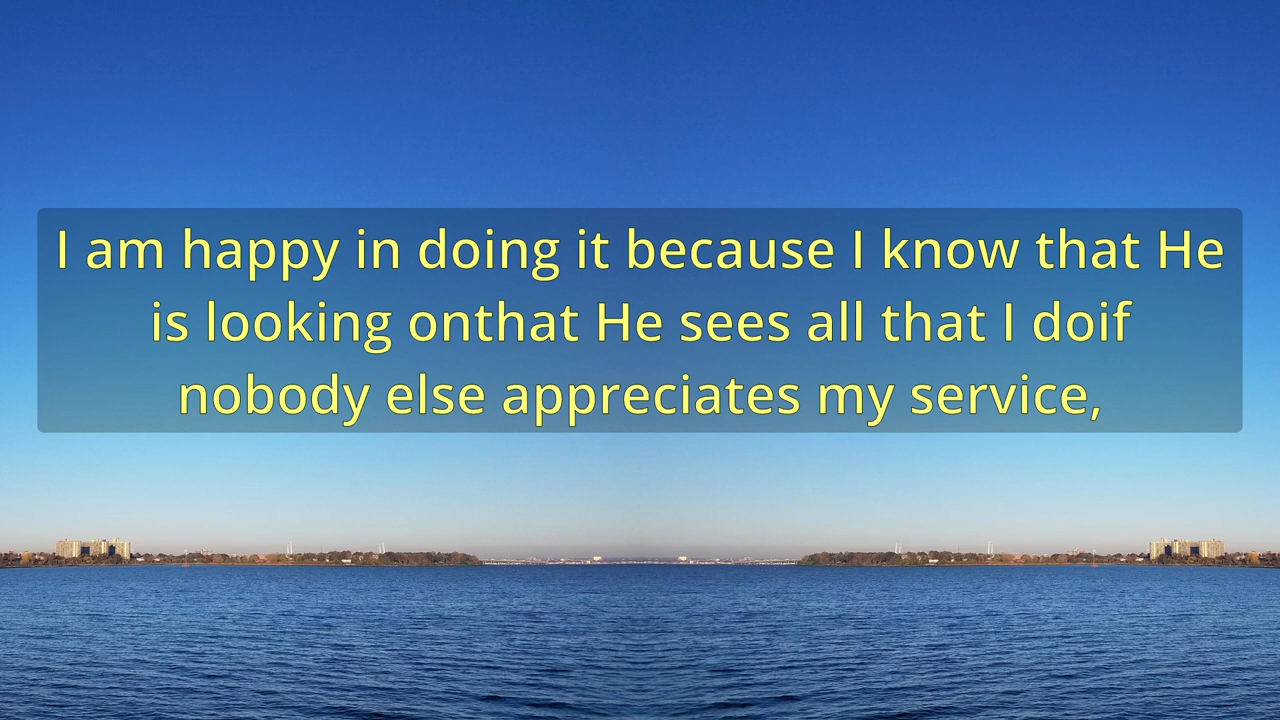 I am happy in doing it because I know that He
is looking onthat He sees all that I doif
nobody else appreciates my service,